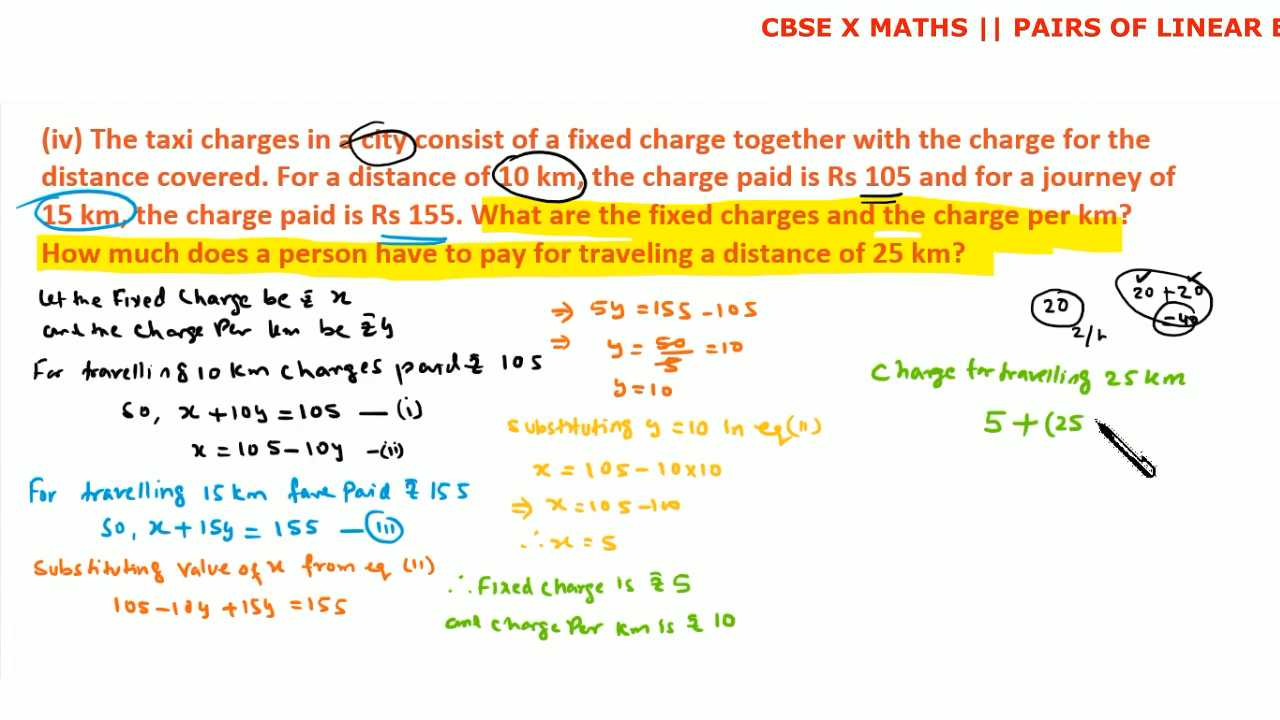 CBSE X MATHS || PAIRS OF LINEAR E
(iv) The taxi charges in a city consist of a fixed charge together with the charge for the
distance covered. For a distance of 10 km, the charge paid is Rs 105 and for a journey of
15 km, the charge paid is Rs 155. What are the fixed charges and the charge per km?
How much does a person have to pay for traveling a distance of 25 km?
Let the Fixed Charge be ₹ x
and the Charge Per km be ₹ y
For travelling 10 km charges paid ₹ 105
So, x + 10y = 105 — (i)
x = 105 - 10y - (ii)
For travelling 15 km fare Paid ₹ 155
So, x + 15y = 155 — (iii)
Substituting value of x from eq (ii)
105 - 10y + 15y = 155
⇒ 5y = 155 - 105
⇒ y = 50/5 = 10
y = 10
Substituting y = 10 in eq (ii)
x = 105 - 10 × 10
⇒ x = 105 - 100
∴ x = 5
∴ Fixed Charge is ₹ 5
and Charge Per km is ₹ 10
20
20 + 20
- 40
Charge for travelling 25 km
5 + (25